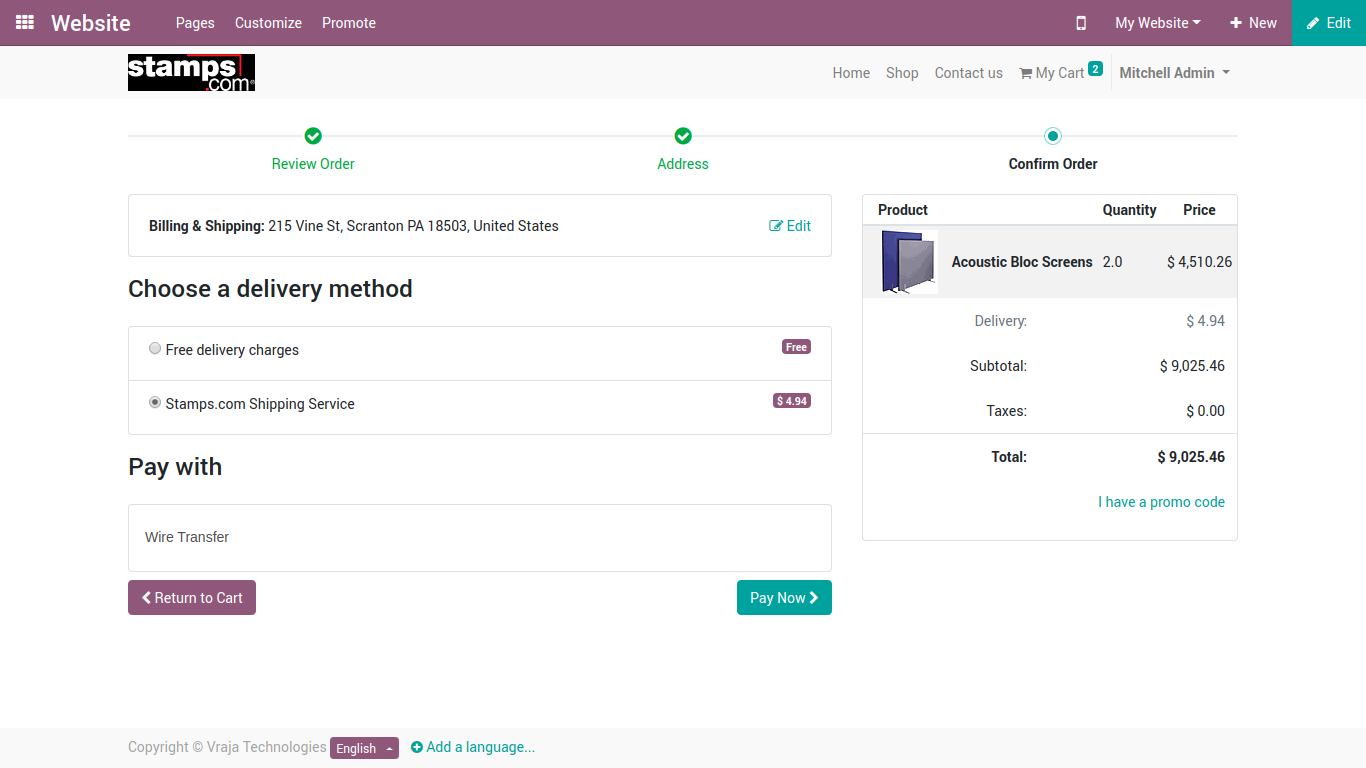 Website Pages Customize Promote My Website New Edit
stamps.com® Home Shop Contact us My Cart 2 Mitchell Admin
Review Order Address Confirm Order
Billing & Shipping: 215 Vine St, Scranton PA 18503, United States Edit
Choose a delivery method
Free delivery charges Free
Stamps.com Shipping Service $ 4.94
Pay with
Wire Transfer
Return to Cart Pay Now
Product Quantity Price
Acoustic Bloc Screens 2.0 $ 4,510.26
Delivery: $ 4.94
Subtotal: $ 9,025.46
Taxes: $ 0.00
Total: $ 9,025.46
I have a promo code
Copyright © Vraja Technologies English Add a language...